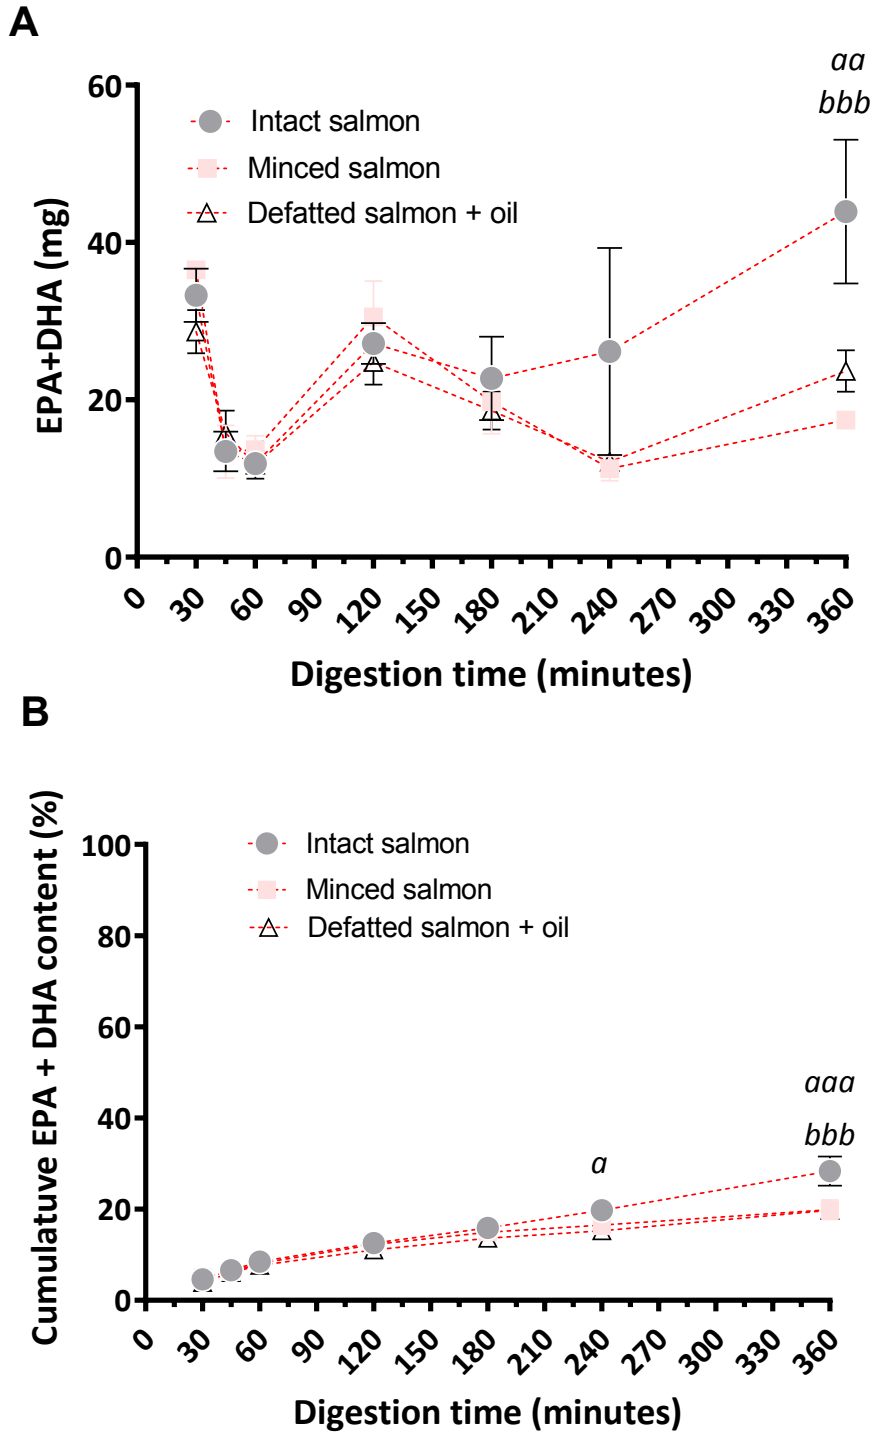 A
aa
bbb
60
40
20
0
EPA+DHA (mg)
Intact salmon
Minced salmon
Defatted salmon + oil
0 30 60 90 120 150 180 210 240 270 300 330 360
Digestion time (minutes)
B
100
80
60
40
20
0
Cumulatuve EPA + DHA content (%)
Intact salmon
Minced salmon
Defatted salmon + oil
aaa
bbb
a
0 30 60 90 120 150 180 210 240 270 300 330 360
Digestion time (minutes)